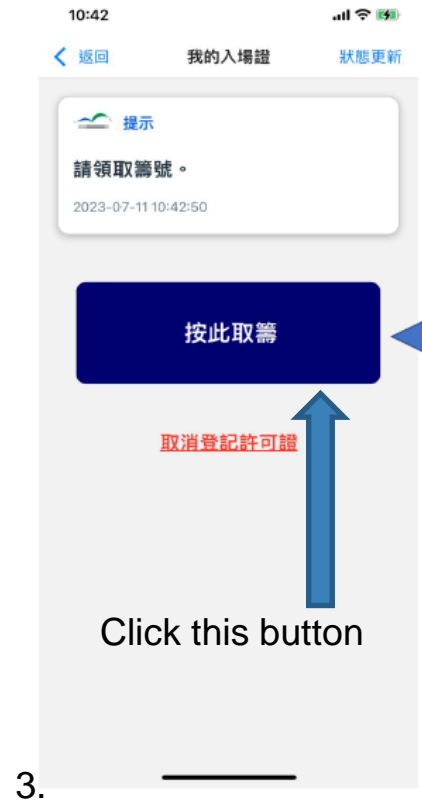 10:42
返回 我的入場證 狀態更新
提示
請領取籌號。
2023-07-11 10:42:50
按此取籌
取消登記許可證
Click this button
3.